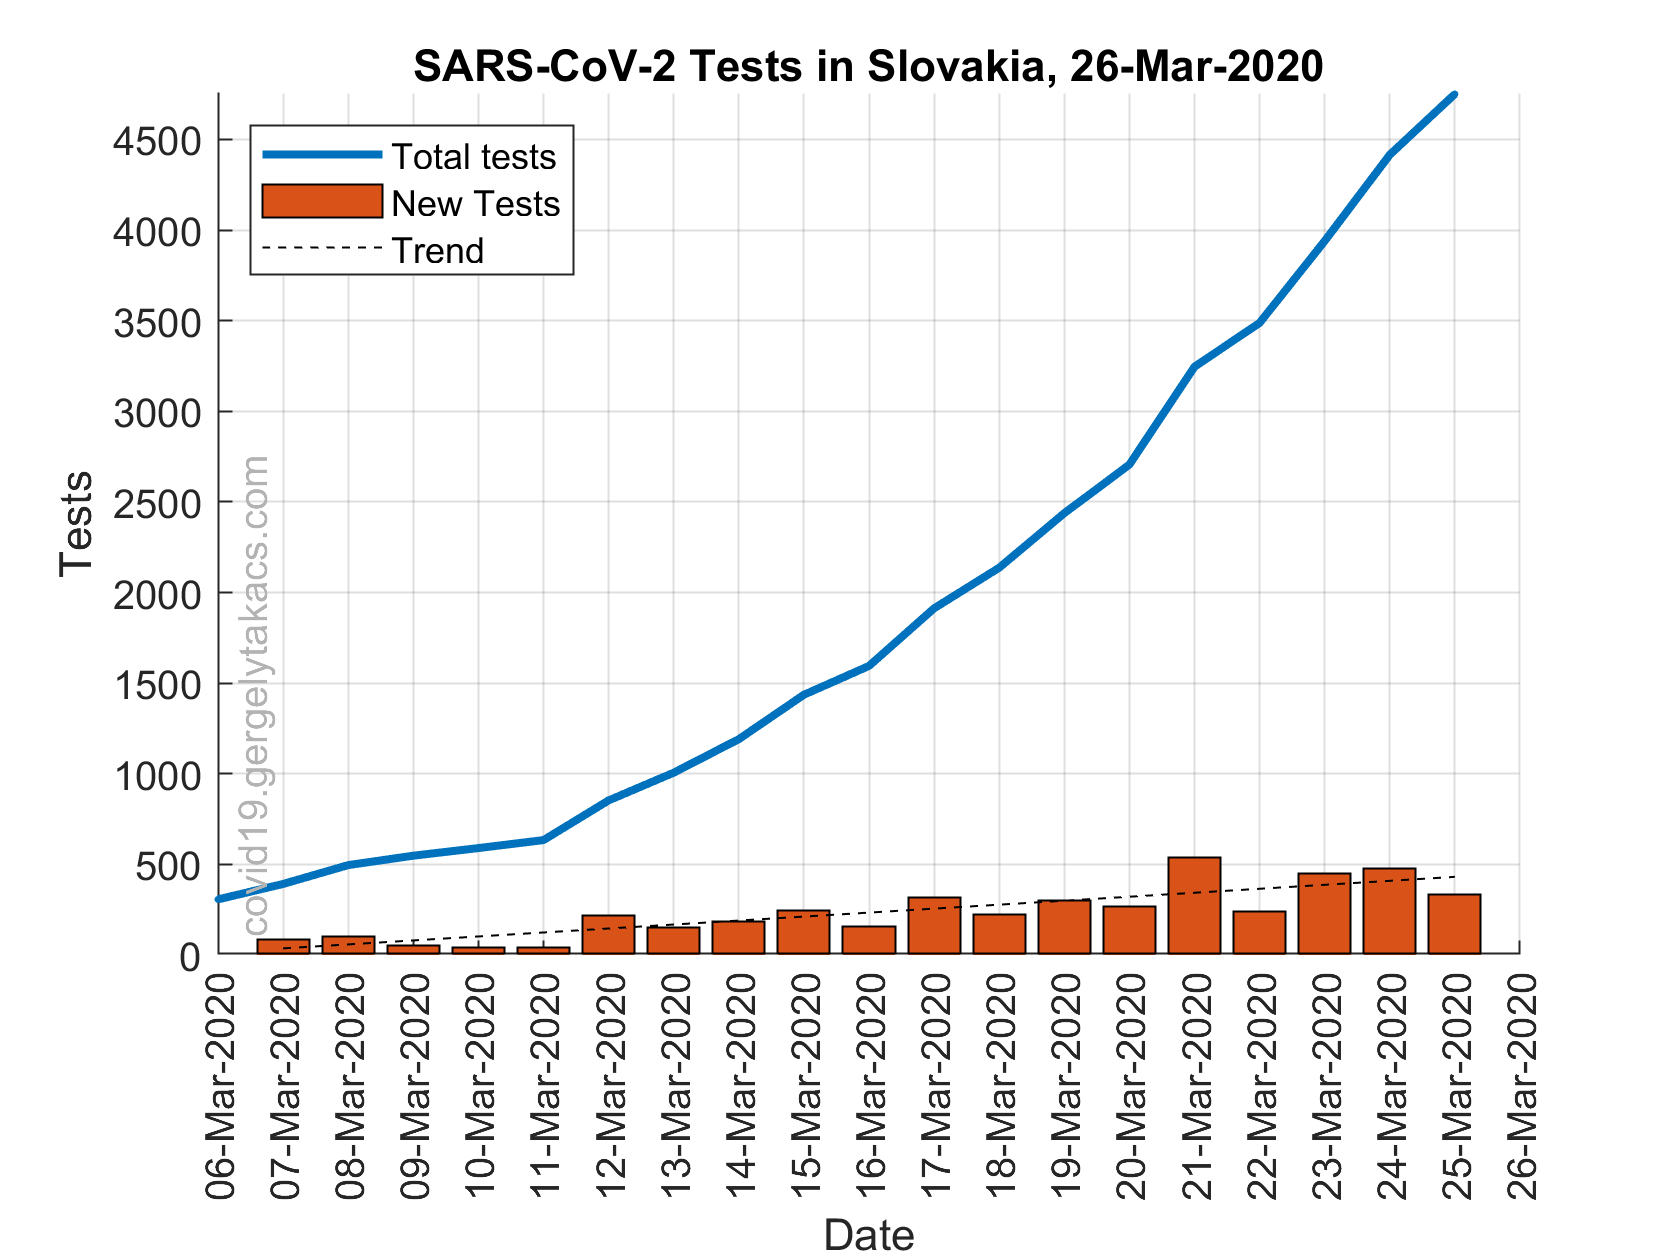 SARS-CoV-2 Tests in Slovakia, 26-Mar-2020
Total tests
New Tests
Trend
4500
4000
3500
3000
2500
2000
1500
1000
500
0
Tests
covid19.gergelytakacs.com
06-Mar-2020
07-Mar-2020
08-Mar-2020
09-Mar-2020
10-Mar-2020
11-Mar-2020
12-Mar-2020
13-Mar-2020
14-Mar-2020
15-Mar-2020
16-Mar-2020
17-Mar-2020
18-Mar-2020
19-Mar-2020
20-Mar-2020
21-Mar-2020
22-Mar-2020
23-Mar-2020
24-Mar-2020
25-Mar-2020
26-Mar-2020
Date